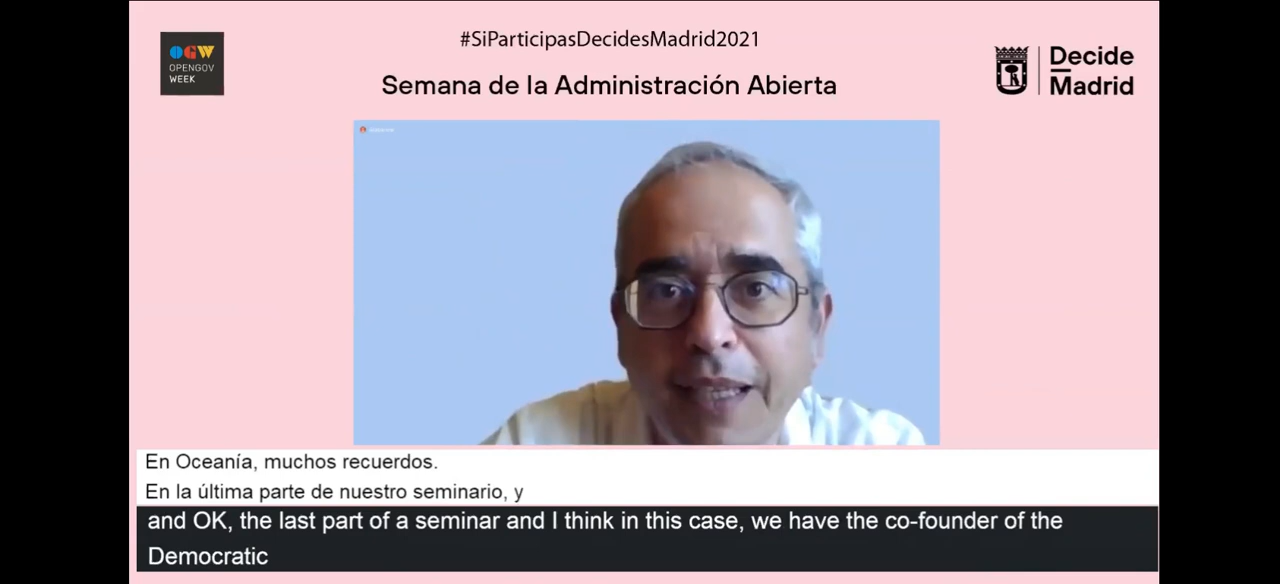 #SiParticipasDecidesMadrid2021
OGW
OPENGOV
WEEK
Semana de la Administración Abierta
Decide
Madrid
En Oceanía, muchos recuerdos.
En la última parte de nuestro seminario, y
and OK, the last part of a seminar and I think in this case, we have the co-founder of the
Democratic